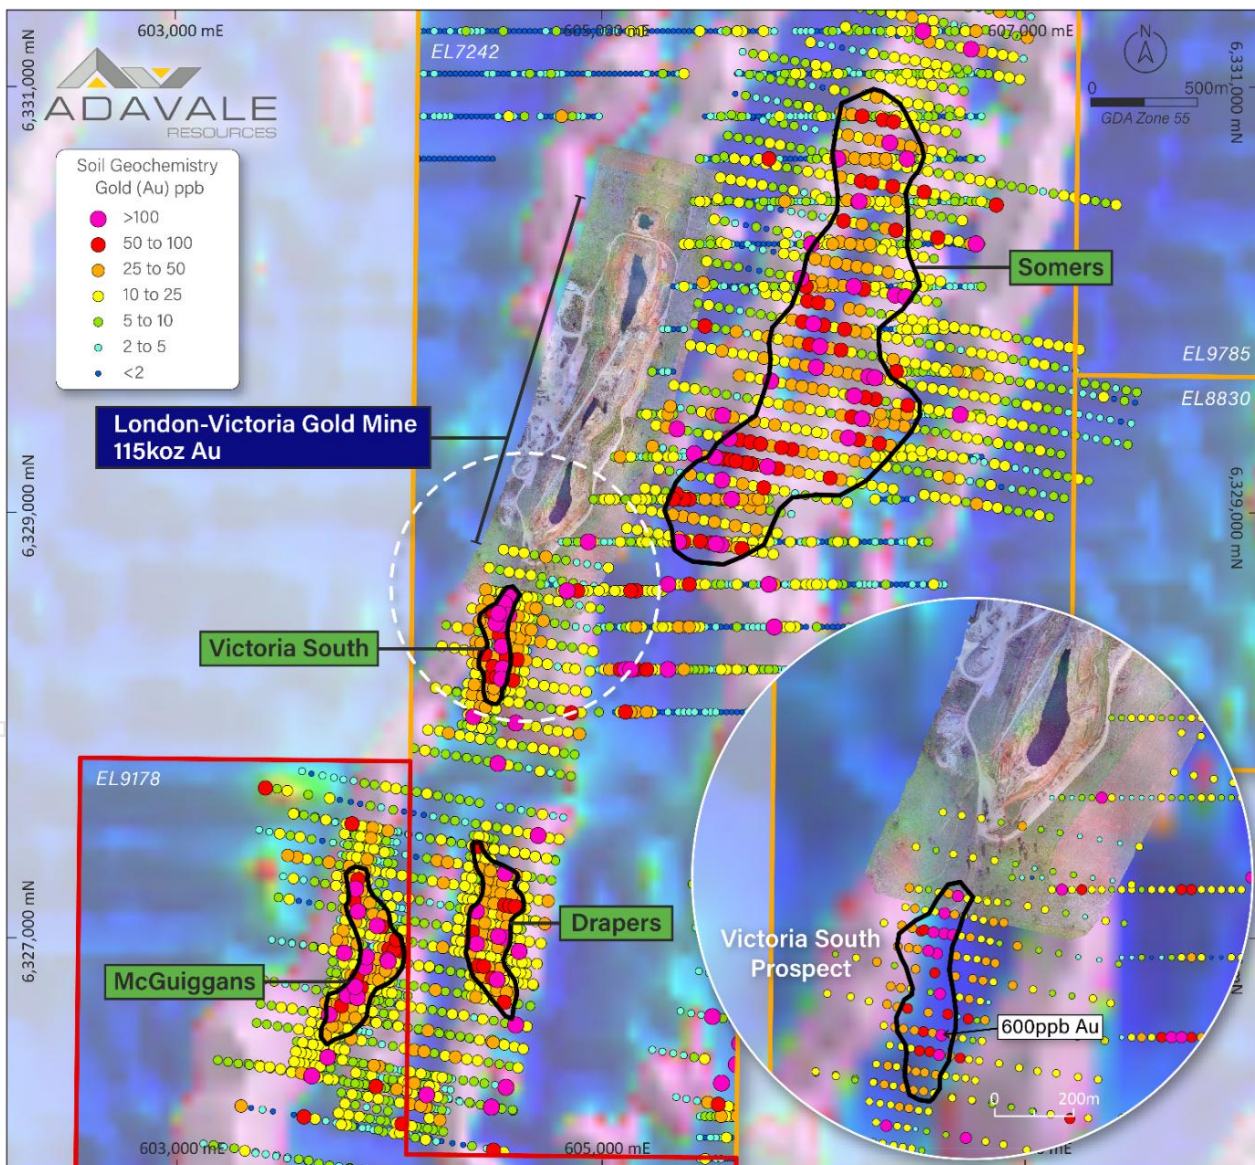 603,000 mE
605,000 mE
607,000 mE
EL7242
N
0 500m
GDA Zone 55
6,331,000 mN
6,331,000 mN
ADAVALE
RESOURCES
Soil Geochemistry
Gold (Au) ppb
>100
50 to 100
25 to 50
10 to 25
5 to 10
2 to 5
<2
Somers
EL9785
EL8830
London-Victoria Gold Mine
115koz Au
6,329,000 mN
6,329,000 mN
Victoria South
EL9178
Drapers
McGuiggans
6,327,000 mN
Victoria South
Prospect
600ppb Au
0 200m
603,000 mE
605,000 mE